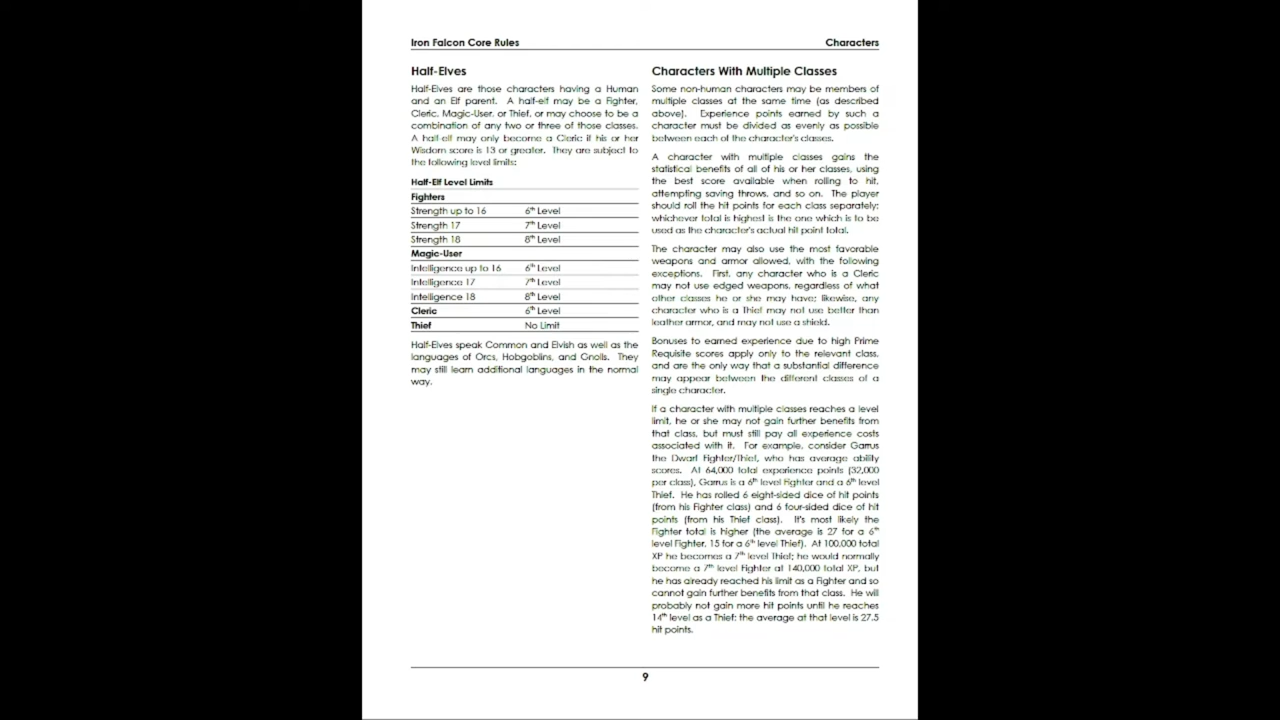 Iron Falcon Core Rules
Characters
Half-Elves
Half-Elves are those characters having a Human
and an Elf parent. A half-elf may be a Fighter,
Cleric, Magic-User, or Thief, or may choose to be a
combination of any two or three of those classes.
A half-elf may only become a Cleric if his or her
Wisdom score is 13 or greater. They are subject to
the following level limits:
Half-Elf Level Limits
Fighters
Strength up to 16 6th Level
Strength 17 7th Level
Strength 18 8th Level
Magic-User
Intelligence up to 16 6th Level
Intelligence 17 7th Level
Intelligence 18 8th Level
Cleric 6th Level
Thief No Limit
Half-Elves speak Common and Elvish as well as the
languages of Orcs, Hobgoblins, and Gnolls. They
may still learn additional languages in the normal
way.
Characters With Multiple Classes
Some non-human characters may be members of
multiple classes at the same time (as described
above). Experience points earned by such a
character must be divided as evenly as possible
between each of the character's classes.
A character with multiple classes gains the
statistical benefits of all of his or her classes, using
the best score available when rolling to hit,
attempting saving throws, and so on. The player
should roll the hit points for each class separately;
whichever total is highest is the one which is to be
used as the character's actual hit point total.
The character may also use the most favorable
weapons and armor allowed, with the following
exceptions. First, any character who is a Cleric
may not use edged weapons, regardless of what
other classes he or she may have; likewise, any
character who is a Thief may not use better than
leather armor, and may not use a shield.
Bonuses to earned experience due to high Prime
Requisite scores apply only to the relevant class,
and are the only way that a substantial difference
may appear between the different classes of a
single character.
If a character with multiple classes reaches a level
limit, he or she may not gain further benefits from
that class, but must still pay all experience costs
associated with it. For example, consider Garrus
the Dwarf Fighter/Thief, who has average ability
scores. At 64,000 total experience points (32,000
per class), Garrus is a 6th level Fighter and a 6th level
Thief. He has rolled 6 eight-sided dice of hit points
(from his Fighter class) and 6 four-sided dice of hit
points (from his Thief class). It's most likely the
Fighter total is higher (the average is 27 for a 6th
level Fighter, 15 for a 6th level Thief). At 100,000 total
XP he becomes a 7th level Thief; he would normally
become a 7th level Fighter at 140,000 total XP, but
he has already reached his limit as a Fighter and so
cannot gain further benefits from that class. He will
probably not gain more hit points until he reaches
14th level as a Thief; the average at that level is 27.5
hit points.
9